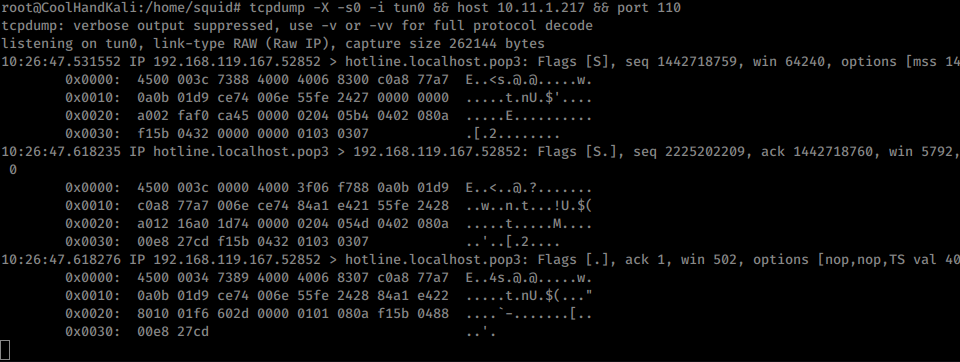 root@CoolHandKali:/home/squid# tcpdump -X -s0 -i tun0 && host 10.11.1.217 && port 110
tcpdump: verbose output suppressed, use -v or -vv for full protocol decode
listening on tun0, link-type RAW (Raw IP), capture size 262144 bytes
10:26:47.531552 IP 192.168.119.167.52852 > hotline.localhost.pop3: Flags [S], seq 1442718759, win 64240, options [mss 14
0x0000:  4500 003c 7388 4000 4006 8300 c0a8 77a7  E..<s.@.@.....w.
0x0010:  0a0b 01d9 ce74 006e 55fe 2427 0000 0000  .....t.nU.$'....
0x0020:  a002 faf0 ca45 0000 0204 05b4 0402 080a  .....E..........
0x0030:  f15b 0432 0000 0000 0103 0307            .[.2........
10:26:47.618235 IP hotline.localhost.pop3 > 192.168.119.167.52852: Flags [S.], seq 2225202209, ack 1442718760, win 5792,
0
0x0000:  4500 003c 0000 4000 3f06 f788 0a0b 01d9  E..<..@.?.......
0x0010:  c0a8 77a7 006e ce74 84a1 e421 55fe 2428  ..w..n.t...!U.$(
0x0020:  a012 16a0 1d74 0000 0204 054d 0402 080a  .....t.....M....
0x0030:  00e8 27cd f15b 0432 0103 0307            ..'..[.2....
10:26:47.618276 IP 192.168.119.167.52852 > hotline.localhost.pop3: Flags [.], ack 1, win 502, options [nop,nop,TS val 40
0x0000:  4500 0034 7389 4000 4006 8307 c0a8 77a7  E..4s.@.@.....w.
0x0010:  0a0b 01d9 ce74 006e 55fe 2428 84a1 e422  .....t.nU.$(..."
0x0020:  8010 01f6 602d 0000 0101 080a f15b 0488  ....`-.......[..
0x0030:  00e8 27cd                                ..'.